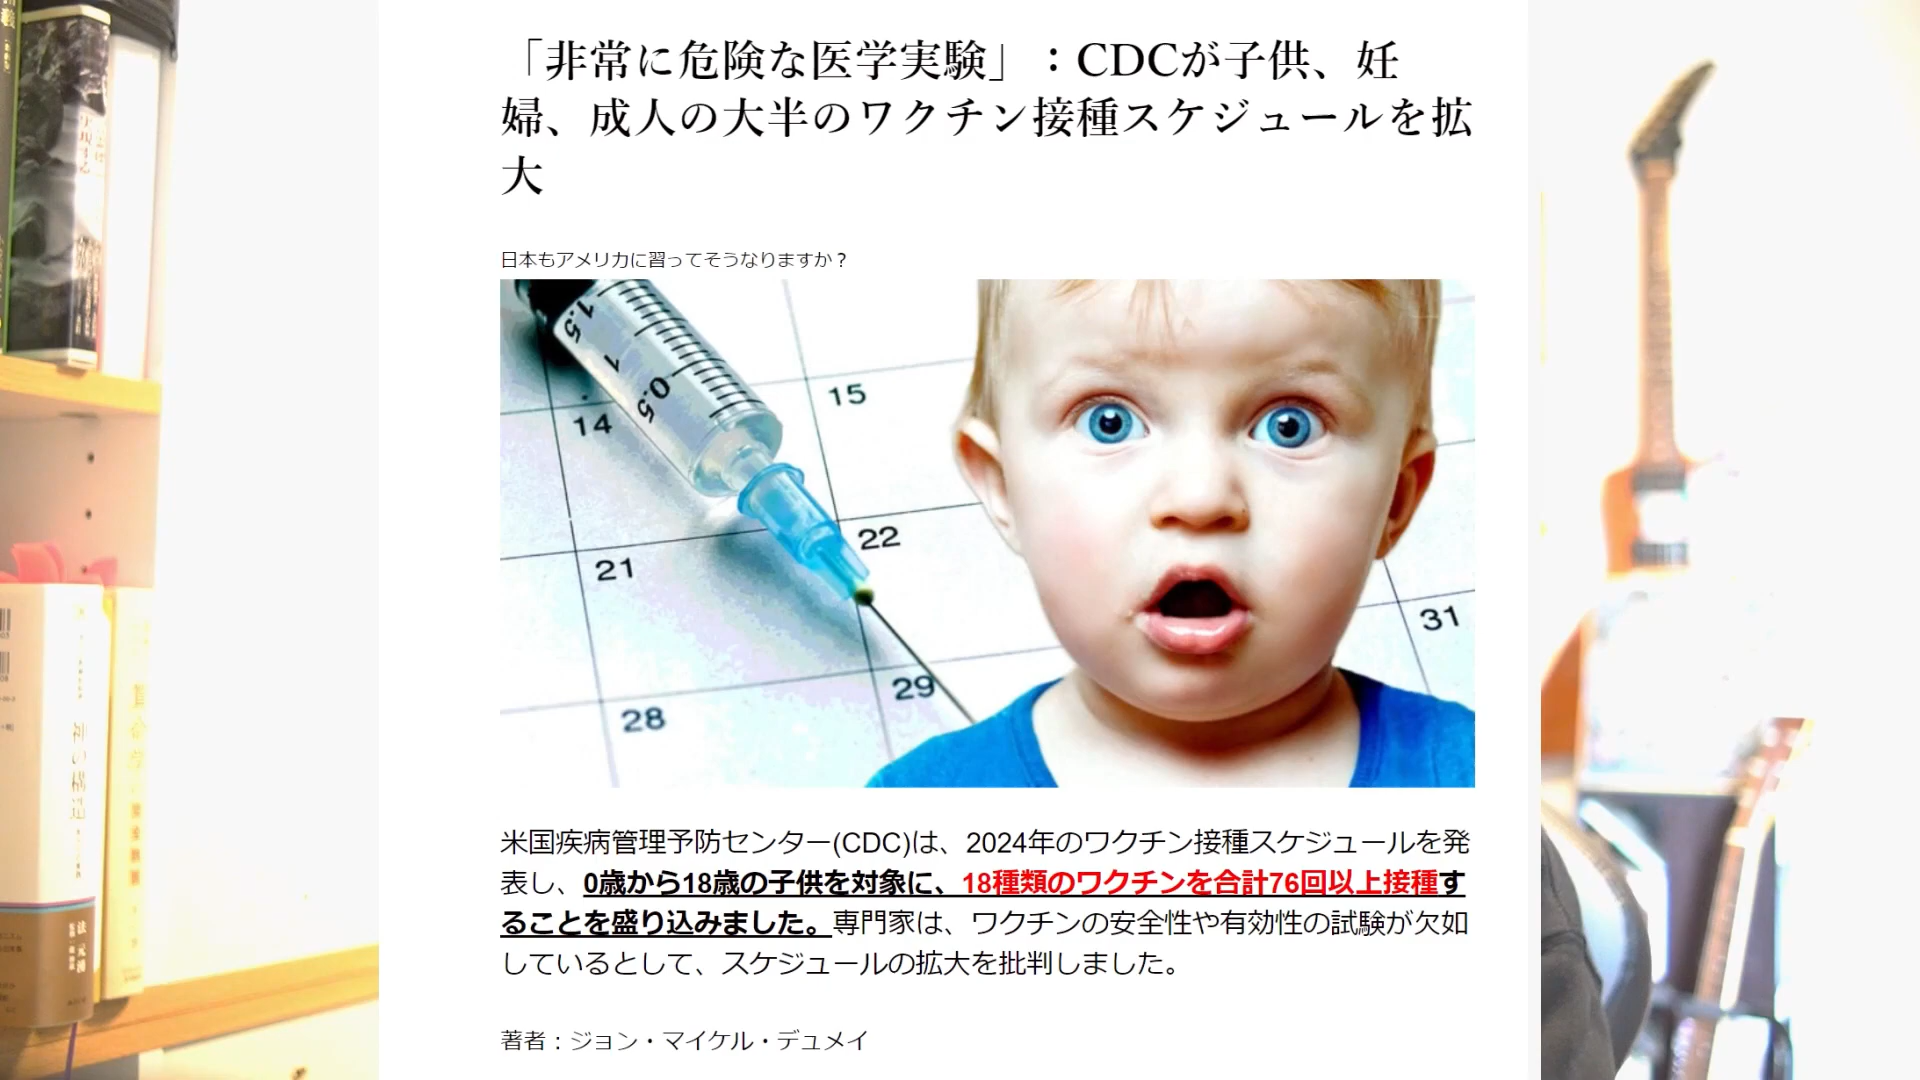 「非常に危険な医学実験」：CDCが子供、妊
婦、成人の大半のワクチン接種スケジュールを拡
大
日本もアメリカに習ってそうなりますか？
1.5
1
0.5
14
15
21
22
28
29
31
米国疾病管理予防センター(CDC)は、2024年のワクチン接種スケジュールを発
表し、0歳から18歳の子供を対象に、18種類のワクチンを合計76回以上接種す
ることを盛り込みました。専門家は、ワクチンの安全性や有効性の試験が欠如
しているとして、スケジュールの拡大を批判しました。
著者：ジョン・マイケル・デュメイ